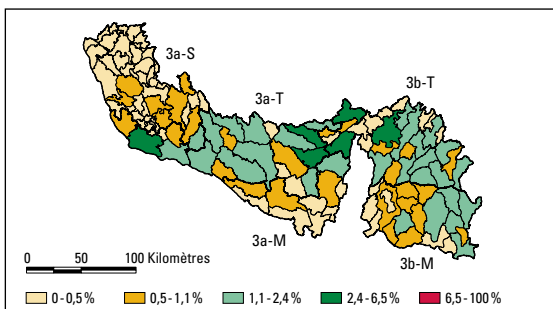 3a-S
3a-T
3b-T
3a-M
3b-M
0 50 100 Kilomètres
0 - 0,5 % 0,5 - 1,1 % 1,1 - 2,4 % 2,4 - 6,5 % 6,5 - 100 %